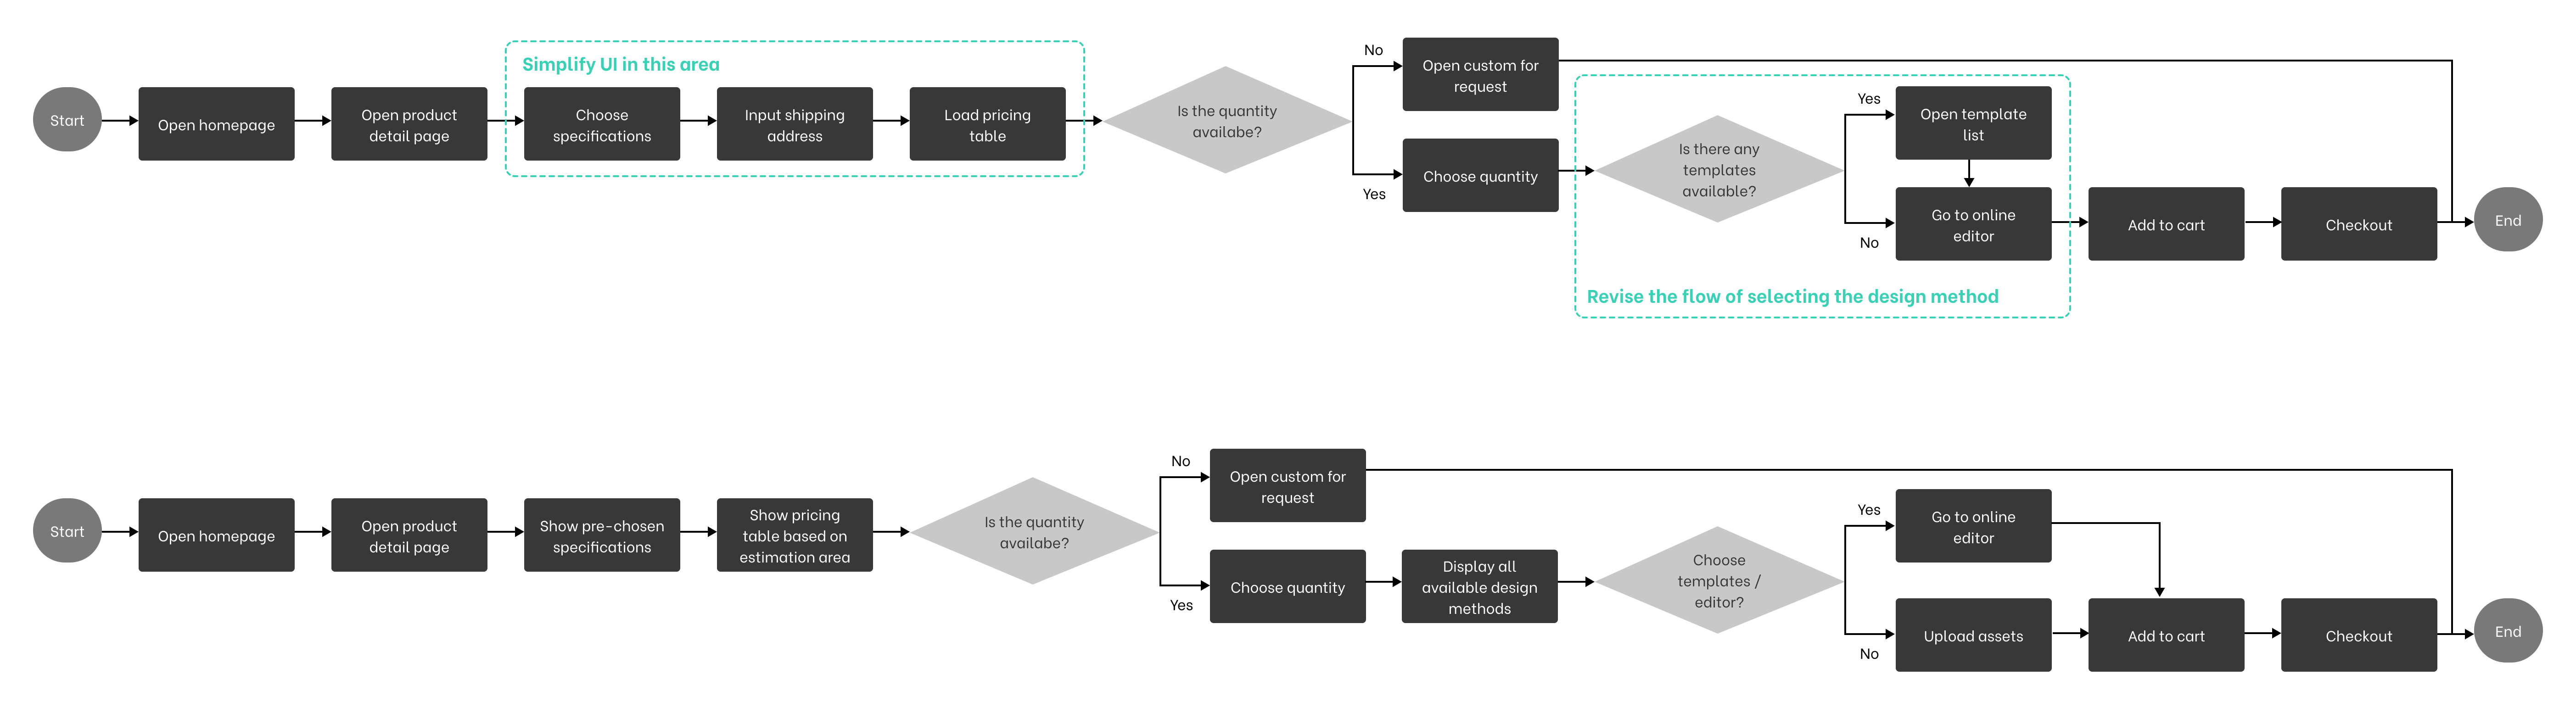 Simplify UI in this area
Start
Open homepage
Open product
detail page
Choose
specifications
Input shipping
address
Load pricing
table
Is the quantity
availabe?
No
Open custom for
request
Yes
Choose quantity
Is there any
templates
available?
Yes
Open template
list
No
Go to online
editor
Add to cart
Checkout
End
Revise the flow of selecting the design method
Start
Open homepage
Open product
detail page
Show pre-chosen
specifications
Show pricing
table based on
estimation area
Is the quantity
availabe?
No
Open custom for
request
Yes
Choose quantity
Display all
available design
methods
Choose
templates /
editor?
Yes
Go to online
editor
No
Upload assets
Add to cart
Checkout
End